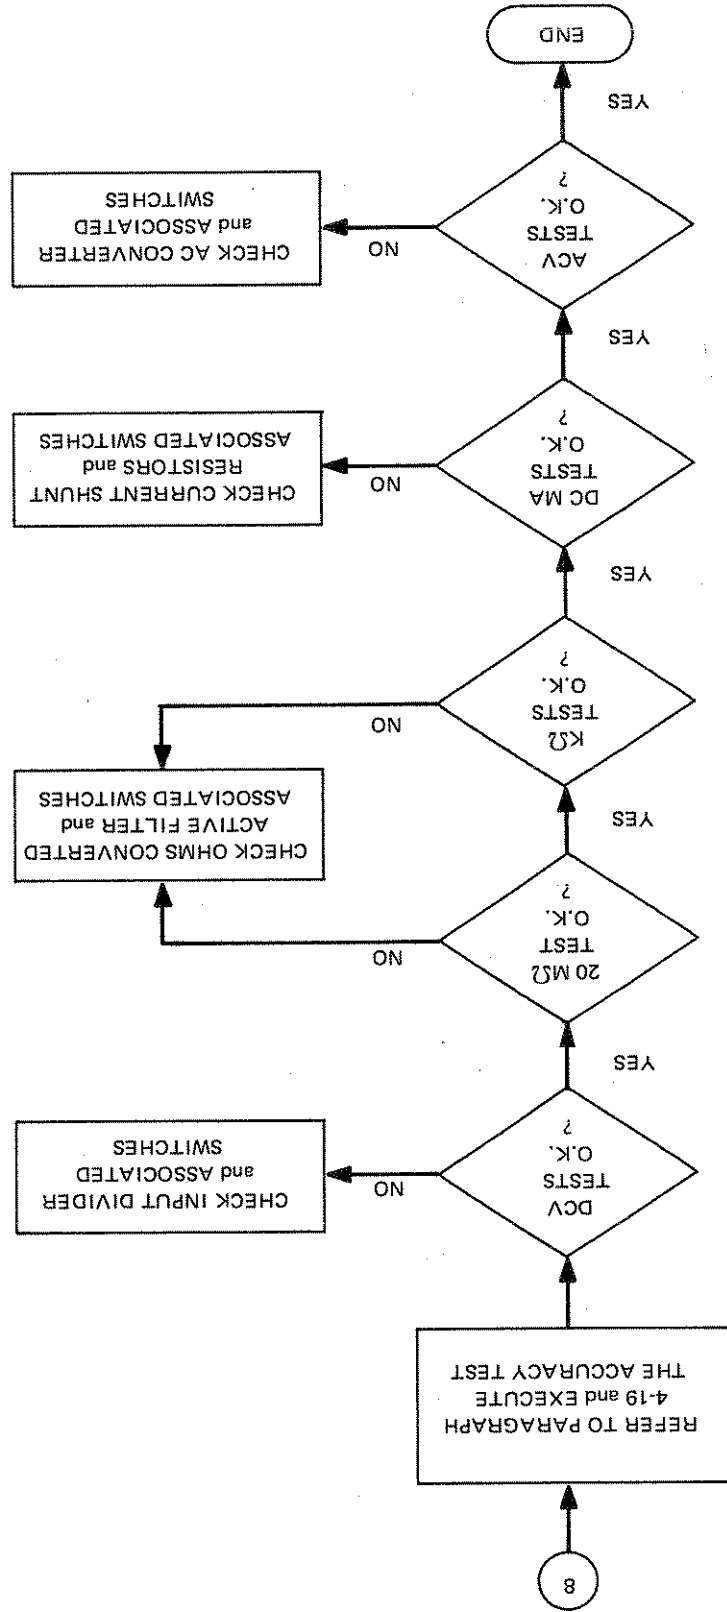 8
REFER TO PARAGRAPH
4-19 and EXECUTE
THE ACCURACY TEST
DCV
TESTS
O.K.
?
NO
CHECK INPUT DIVIDER
and ASSOCIATED
SWITCHES
YES
20 MΩ
TEST
O.K.
?
NO
CHECK OHMS CONVERTED
ACTIVE FILTER and
ASSOCIATED SWITCHES
YES
KΩ
TESTS
O.K.
?
NO
YES
DC MA
TESTS
O.K.
?
NO
CHECK CURRENT SHUNT
RESISTORS and
ASSOCIATED SWITCHES
YES
ACV
TESTS
O.K.
?
NO
CHECK AC CONVERTER
and ASSOCIATED
SWITCHES
YES
END